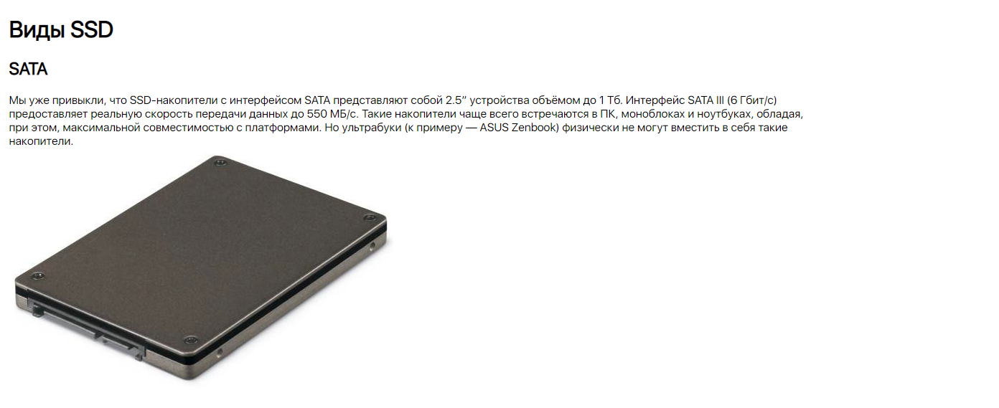 Виды SSD
SATA
Мы уже привыкли, что SSD-накопители с интерфейсом SATA представляют собой 2.5” устройства объёмом до 1 Тб. Интерфейс SATA III (6 Гбит/с)
предоставляет реальную скорость передачи данных до 550 МБ/с. Такие накопители чаще всего встречаются в ПК, моноблоках и ноутбуках, обладая,
при этом, максимальной совместимостью с платформами. Но ультрабуки (к примеру — ASUS Zenbook) физически не могут вместить в себя такие
накопители.